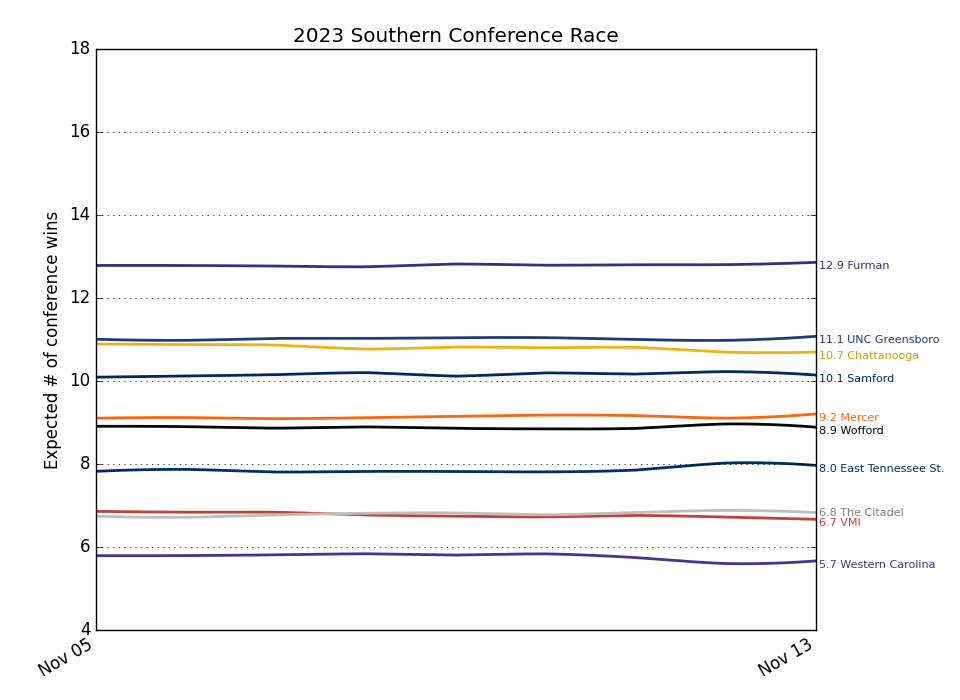 2023 Southern Conference Race
Expected # of conference wins
18
16
14
12
10
8
6
4
Nov 05
Nov 13
12.9 Furman
11.1 UNC Greensboro
10.7 Chattanooga
10.1 Samford
9.2 Mercer
8.9 Wofford
8.0 East Tennessee St.
6.8 The Citadel
6.7 VMI
5.7 Western Carolina